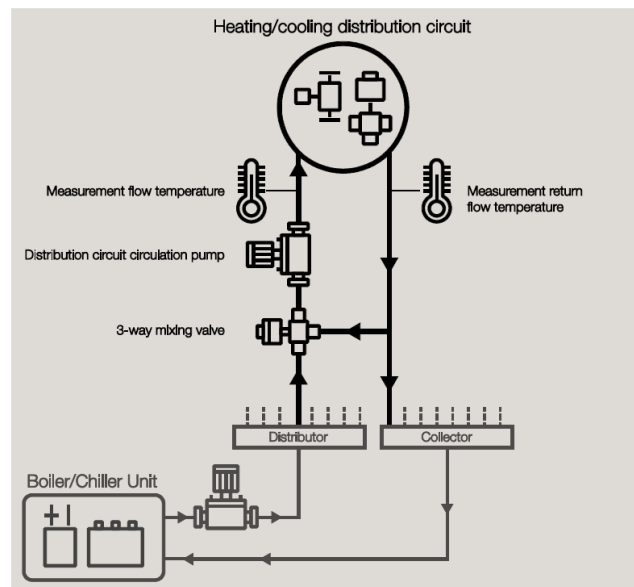 Heating/cooling distribution circuit
Measurement flow temperature
Measurement return
flow temperature
Distribution circuit circulation pump
3-way mixing valve
Distributor
Collector
Boiler/Chiller Unit